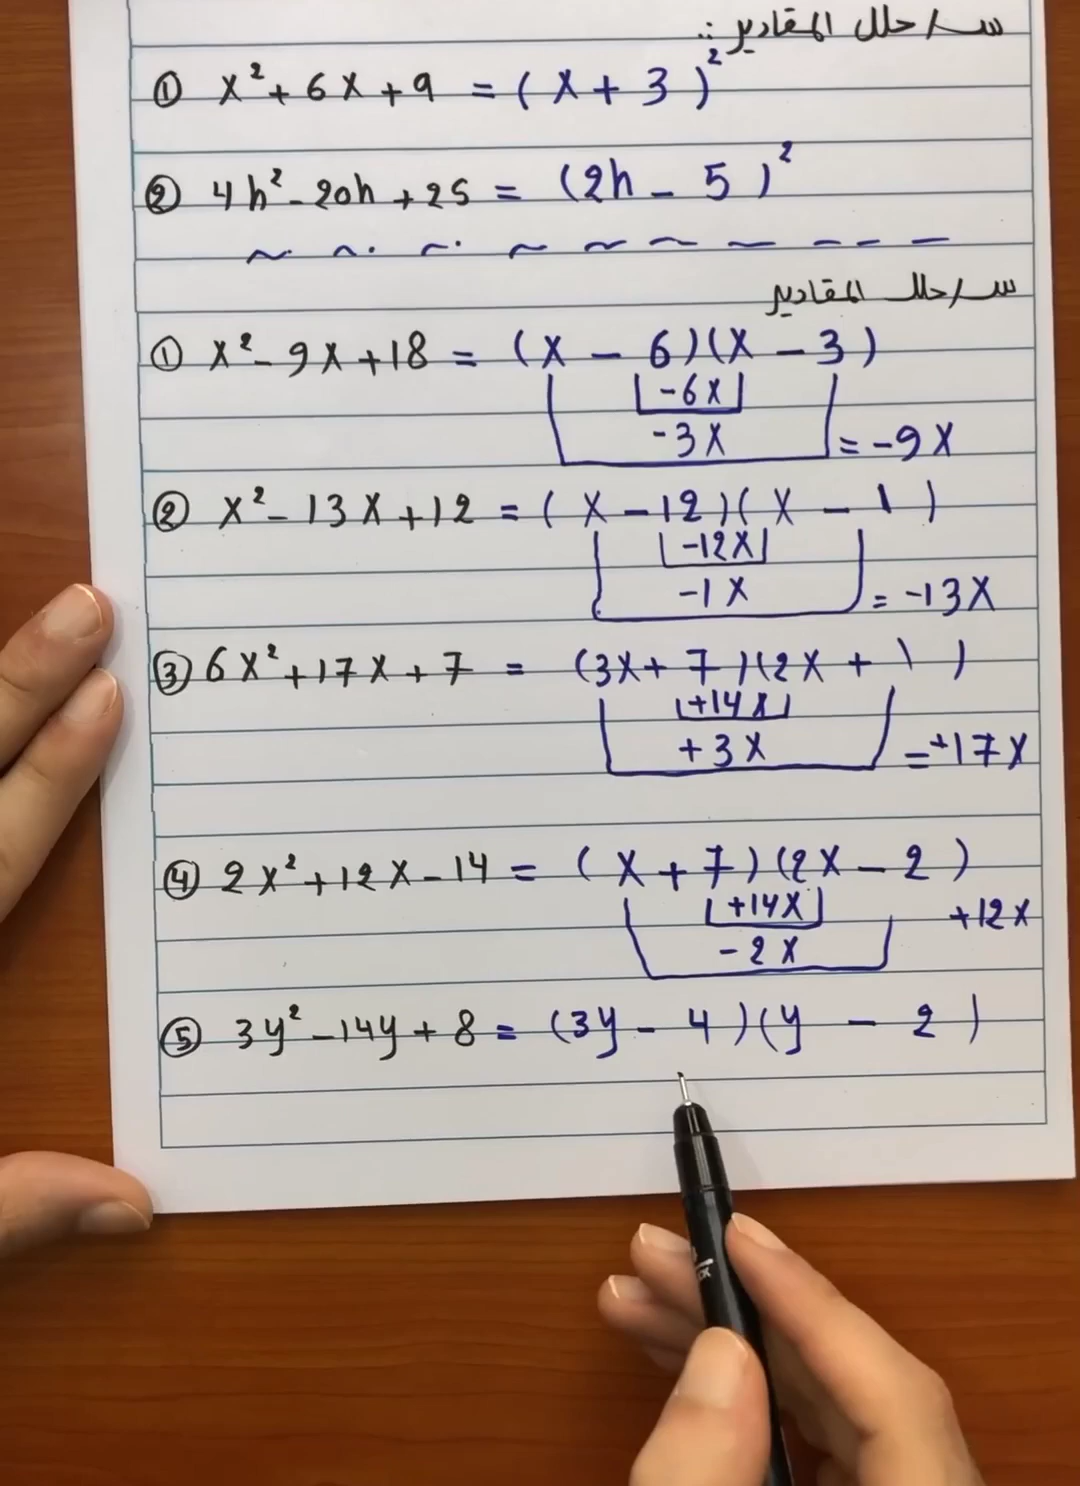 س/ حلل المقادير :
① x² + 6x + 9 = (x + 3)²
② 4h² - 20h + 25 = (2h - 5)²
س/ حلل المقادير
① x² - 9x + 18 = (x - 6)(x - 3)
-6x
-3x = -9x
② x² - 13x + 12 = (x - 12)(x - 1)
-12x
-1x = -13x
③ 6x² + 17x + 7 = (3x + 7)(2x + 1)
+14x
+3x = +17x
④ 2x² + 12x - 14 = (x + 7)(2x - 2)
+14x +12x
-2x
⑤ 3y² - 14y + 8 = (3y - 4)(y - 2)